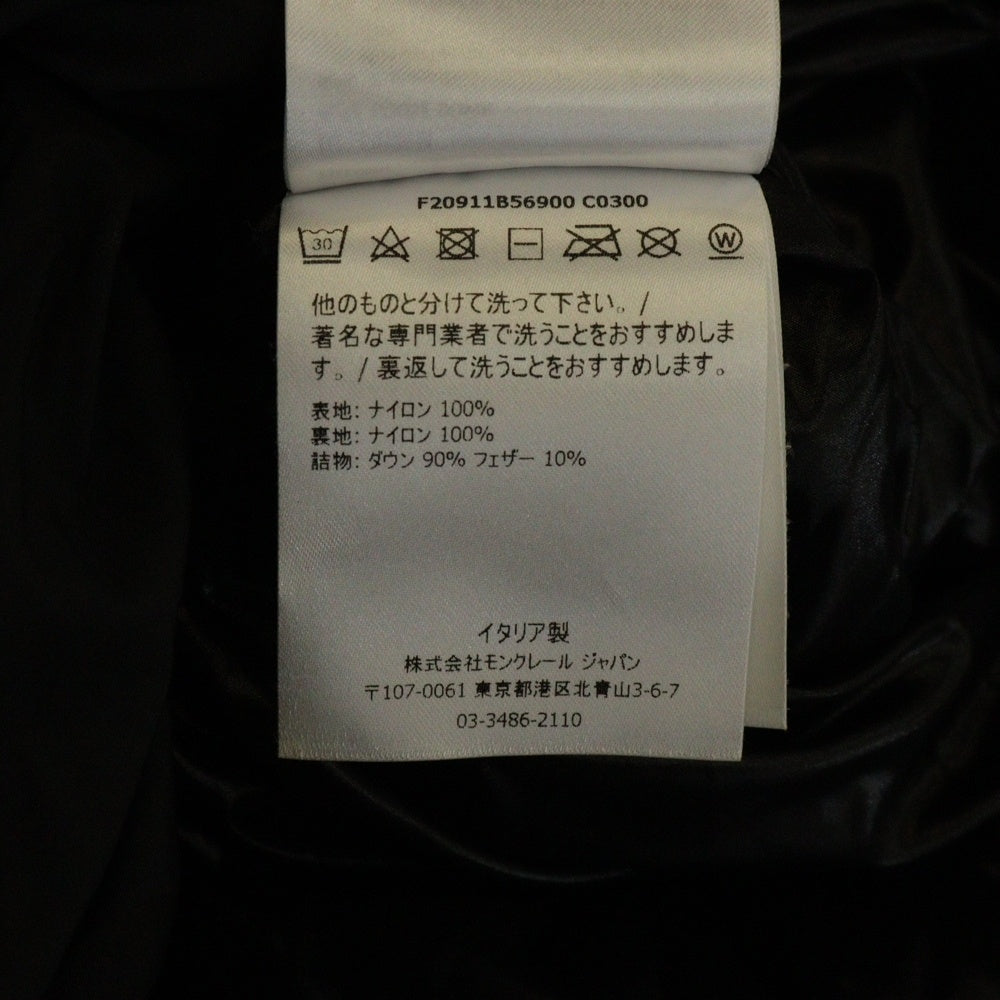 F20911B56900 C0300
30 W
他のものと分けて洗って下さい。/
著名な専門業者で洗うことをおすすめしま
す。/ 裏返して洗うことをおすすめします。
表地: ナイロン 100%
裏地: ナイロン 100%
詰物: ダウン 90% フェザー 10%
イタリア製
株式会社モンクレール ジャパン
〒107-0061 東京都港区北青山3-6-7
03-3486-2110